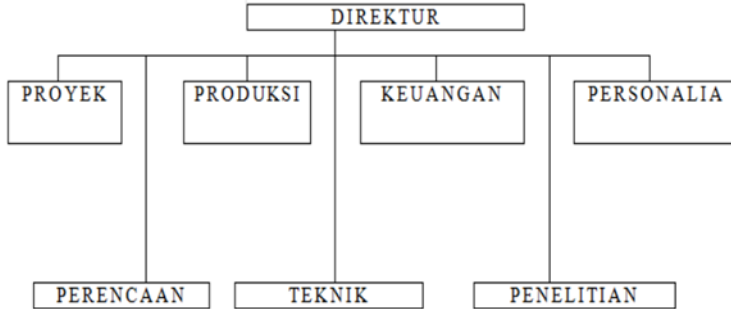 DIREKTUR
PROYEK
PRODUKSI
KEUANGAN
PERSONALIA
PERENCAAN
TEKNIK
PENELITIAN